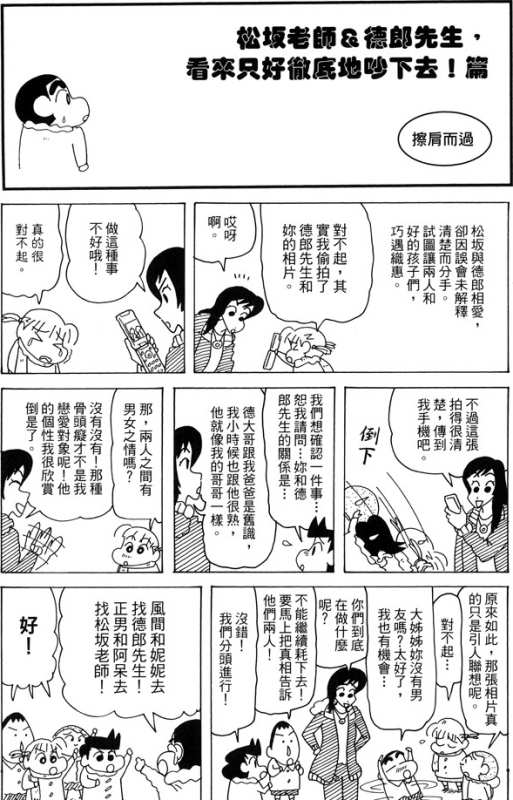 松坂老師&德郎先生，
看來只好徹底地吵下去！篇
擦肩而過
松坂與德郎相愛，
卻因誤會未解釋
清楚而分手。
試圖讓兩人和
好的孩子們，
巧遇織惠。
對不起，其
實我偷拍了
德郎先生和
妳的相片。
哎呀
啊。
做這種事
不好哦！
真的很
對不起。
不過這張
拍得很清
楚，傳到
我手機吧。
倒下
我們想確認一件事…
恕我請問…妳和德
郎先生的關係是…
德大哥跟我爸爸是舊識，
我小時候也跟他很熟，
他就像我的哥哥一樣。
那，兩人之間有
男女之情嗎？
沒有沒有！那種
骨頭癡才不是我
戀愛對象呢！他
的個性我很欣賞
倒是了。
原來如此，那張相片真
的只是引人聯想呢。
對不起…
大姊姊妳沒有男
友嗎？太好了，
我也有機會…
你們到底
在做什麼
呢？
不能繼續耗下去！
要馬上把真相告訴
他們兩人！
沒錯！
我們分頭進行！
風間和妮妮去
找德郎先生！
正男和阿呆去
找松坂老師！
好！